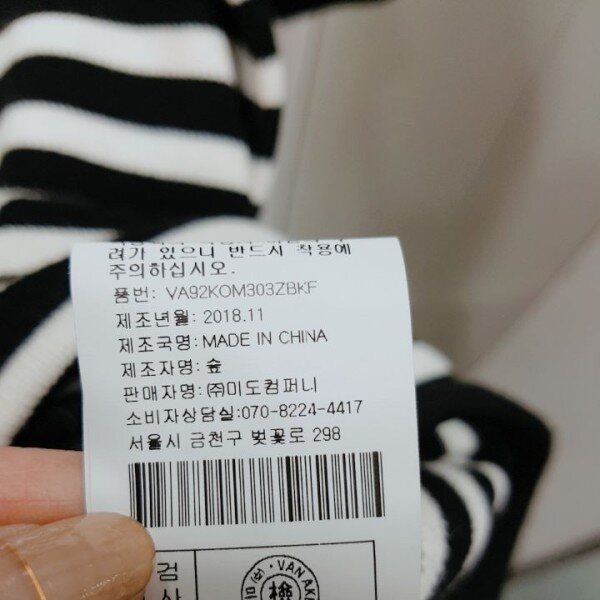 려가 있으니 반드시 착용에
주의하십시오.
품번: VA92KOM303ZBKF
제조년월: 2018.11
제조국명: MADE IN CHINA
제조자명: 숲
판매자명: ㈜미도컴퍼니
소비자상담실:070-8224-4417
서울시 금천구 벚꽃로 298
검
사
VAN